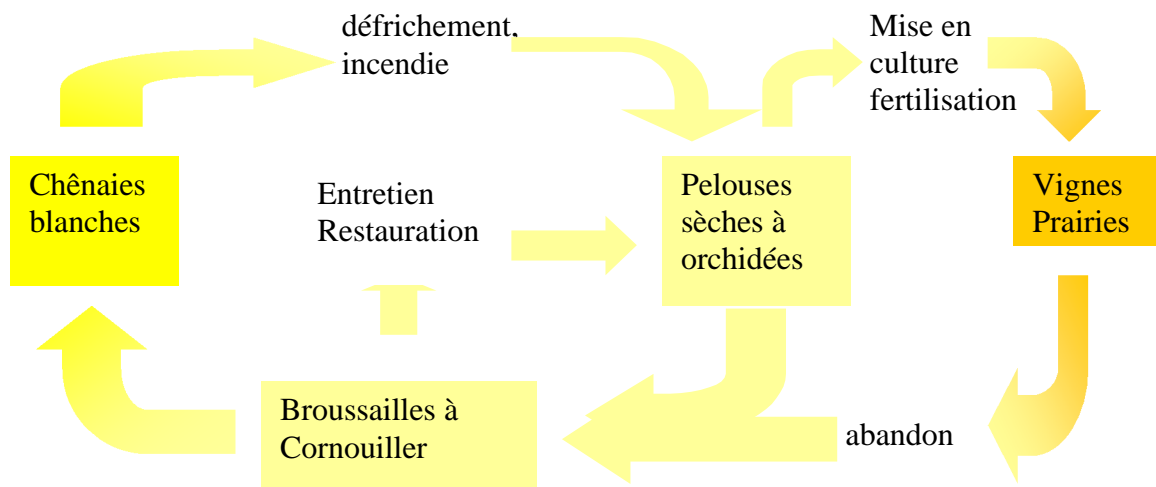 défrichement,
incendie
Mise en
culture
fertilisation
Chênaies
blanches
Entretien
Restauration
Pelouses
sèches à
orchidées
Vignes
Prairies
Broussailles à
Cornouiller
abandon